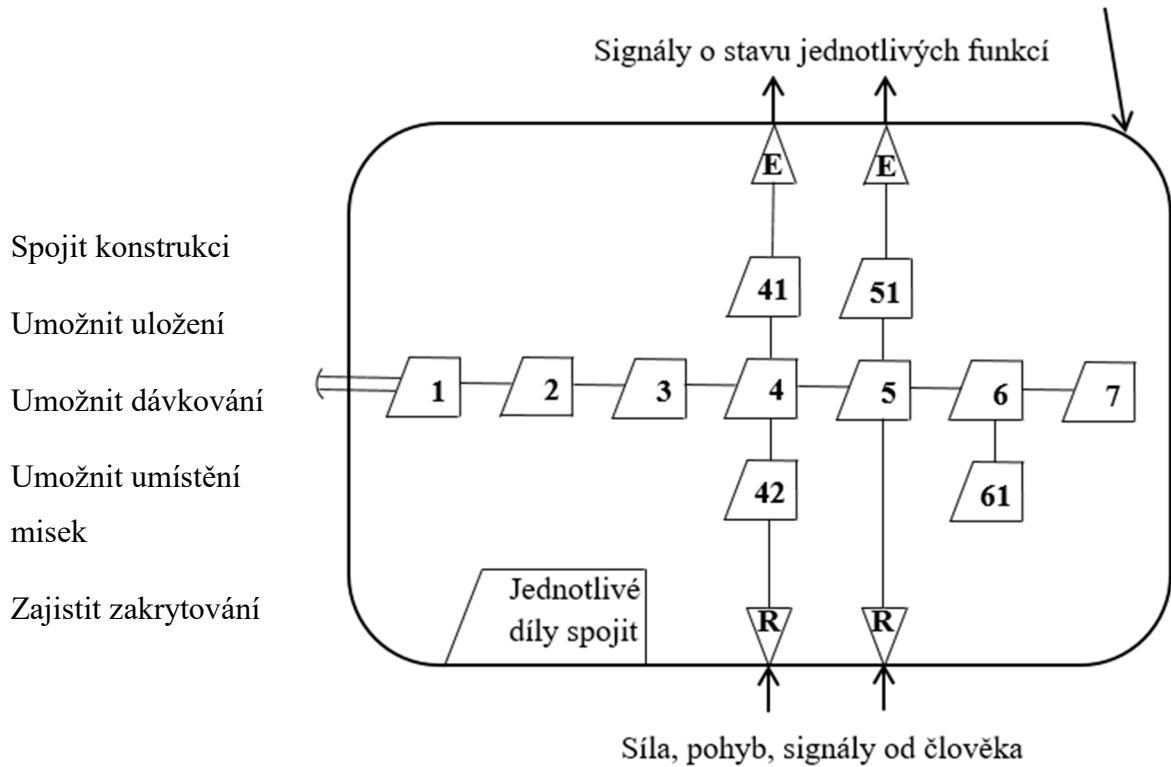 Signály o stavu jednotlivých funkcí
E E
Spojit konstrukci
41 51
Umožnit uložení
Umožnit dávkování
1 2 3 4 5 6 7
Umožnit umístění
misek
42 61
Zajistit zakrytování
Jednotlivé
díly spojit
R R
Síla, pohyb, signály od člověka